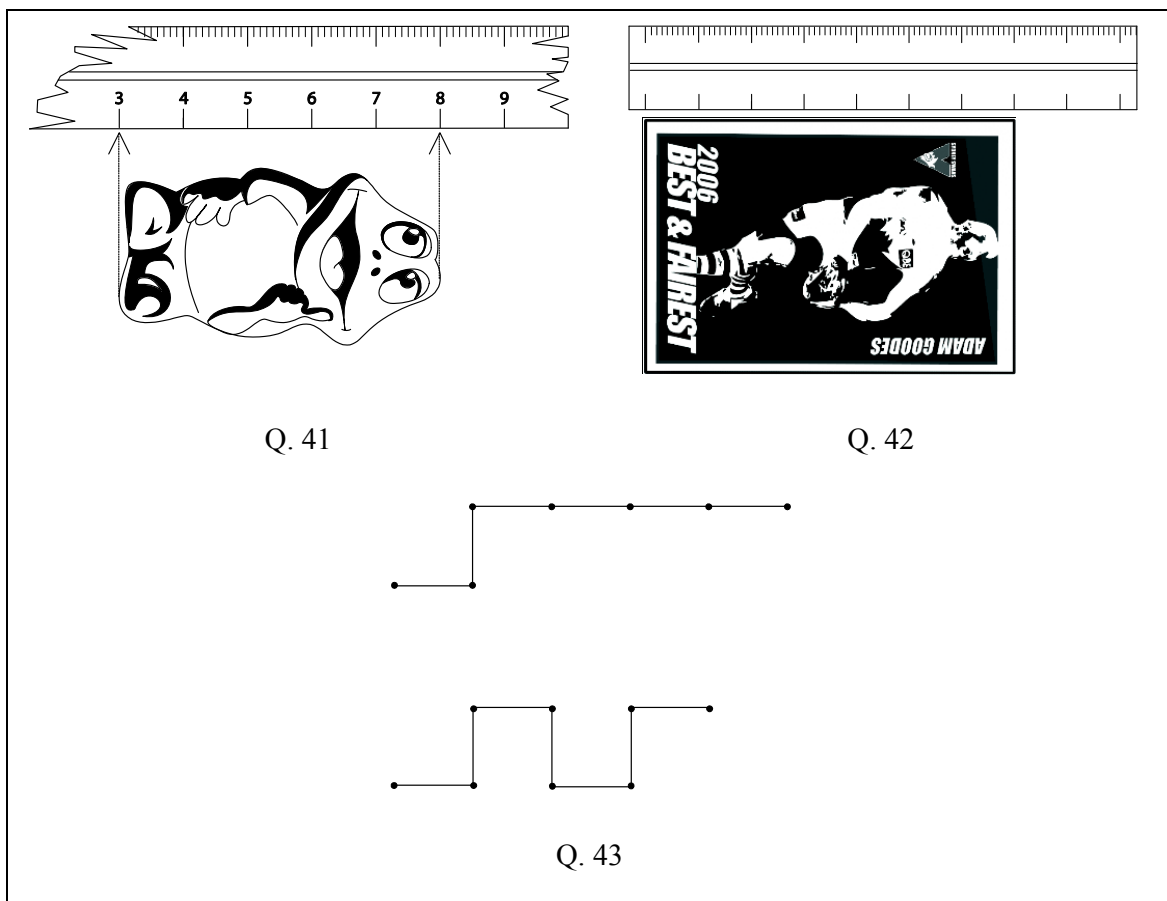 3 4 5 6 7 8 9
2006
BEST & FAIREST
ADAM GOODES
Q. 41
Q. 42
Q. 43